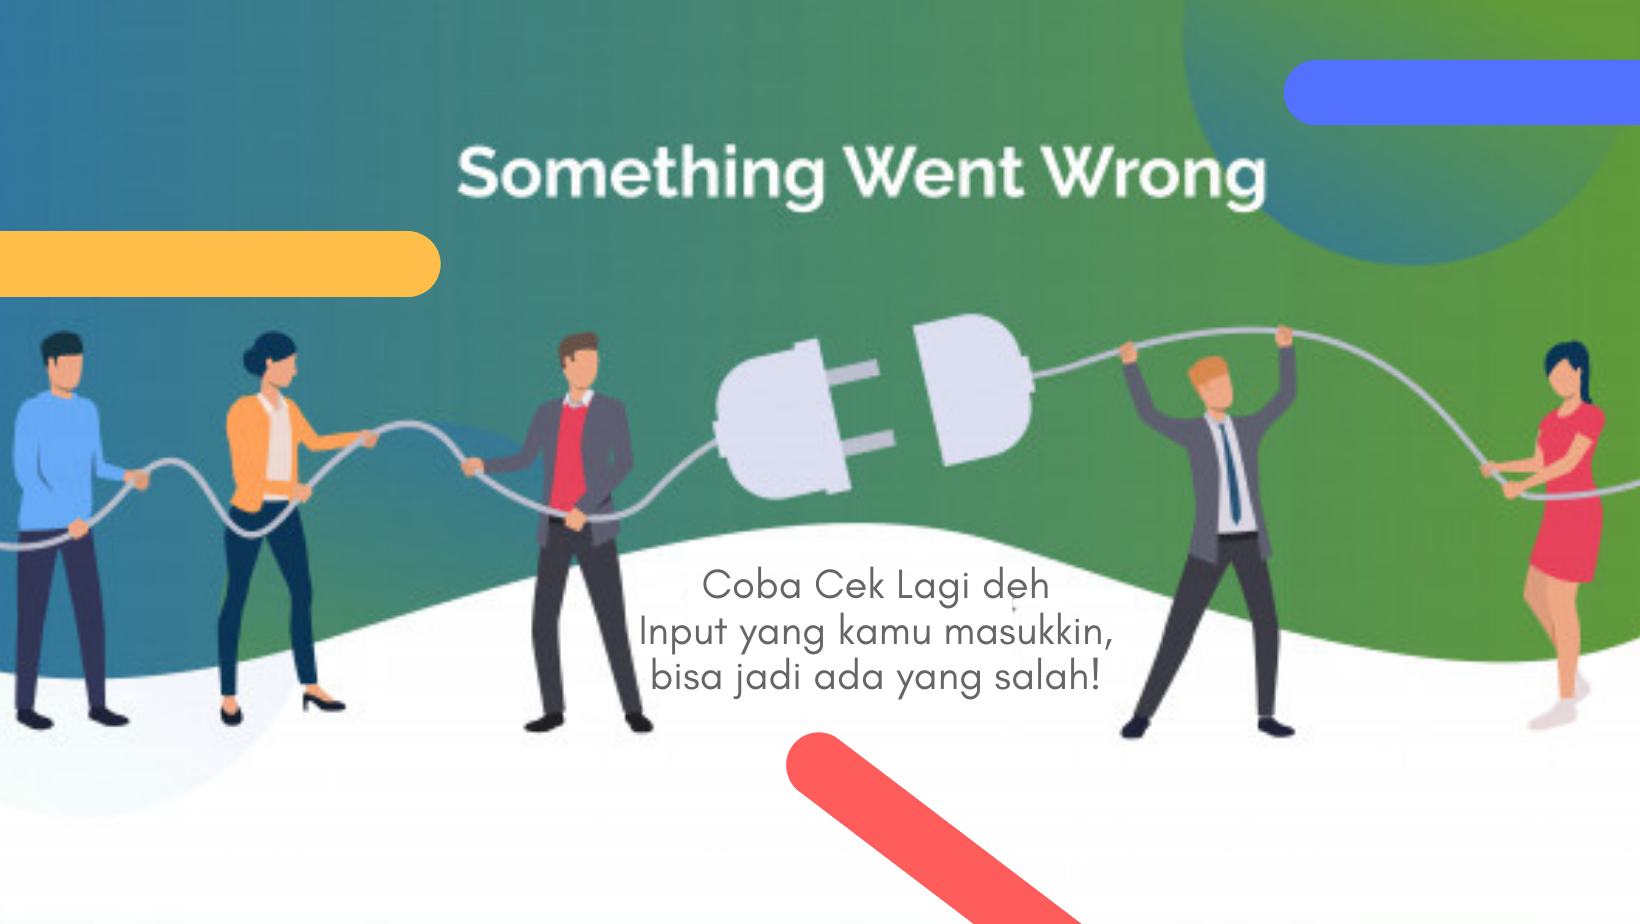 Something Went Wrong
Coba Cek Lagi deh
Input yang kamu masukkin,
bisa jadi ada yang salah!